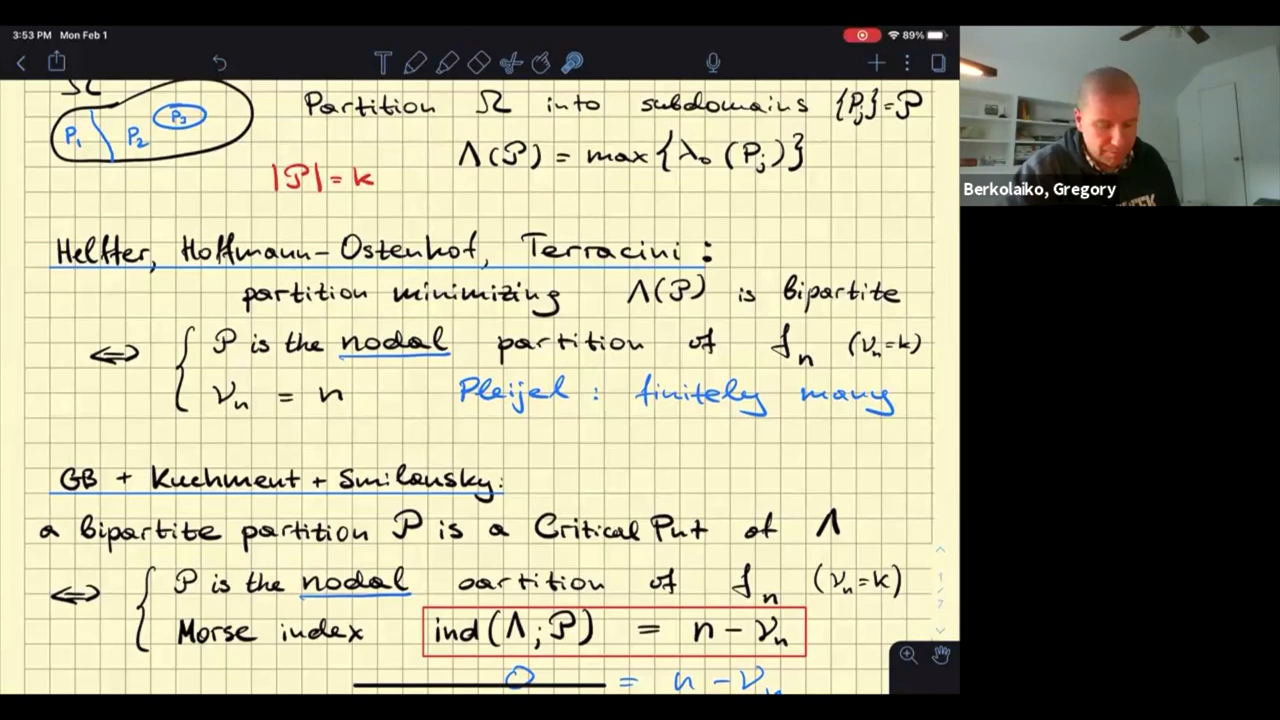 3:53 PM Mon Feb 1
89%
Ω
P₁ P₂ P₃
Partition Ω into subdomains {Pⱼ}=𝒫
Λ(𝒫) = max{λ₀(Pⱼ)}
|𝒫|=k
Helffer, Hoffmann-Ostenhof, Terracini:
partition minimizing Λ(𝒫) is bipartite
⇔ { 𝒫 is the nodal partition of fₙ (νₙ=k)
νₙ = n Pleijel: finitely many
GB + Kuchment + Smilansky:
a bipartite partition 𝒫 is a Critical Pnt of Λ
⇔ { 𝒫 is the nodal partition of fₙ (νₙ=k)
Morse index ind(Λ;𝒫) = n-νₙ
0 = n-νₙ
1/7
Berkolaiko, Gregory